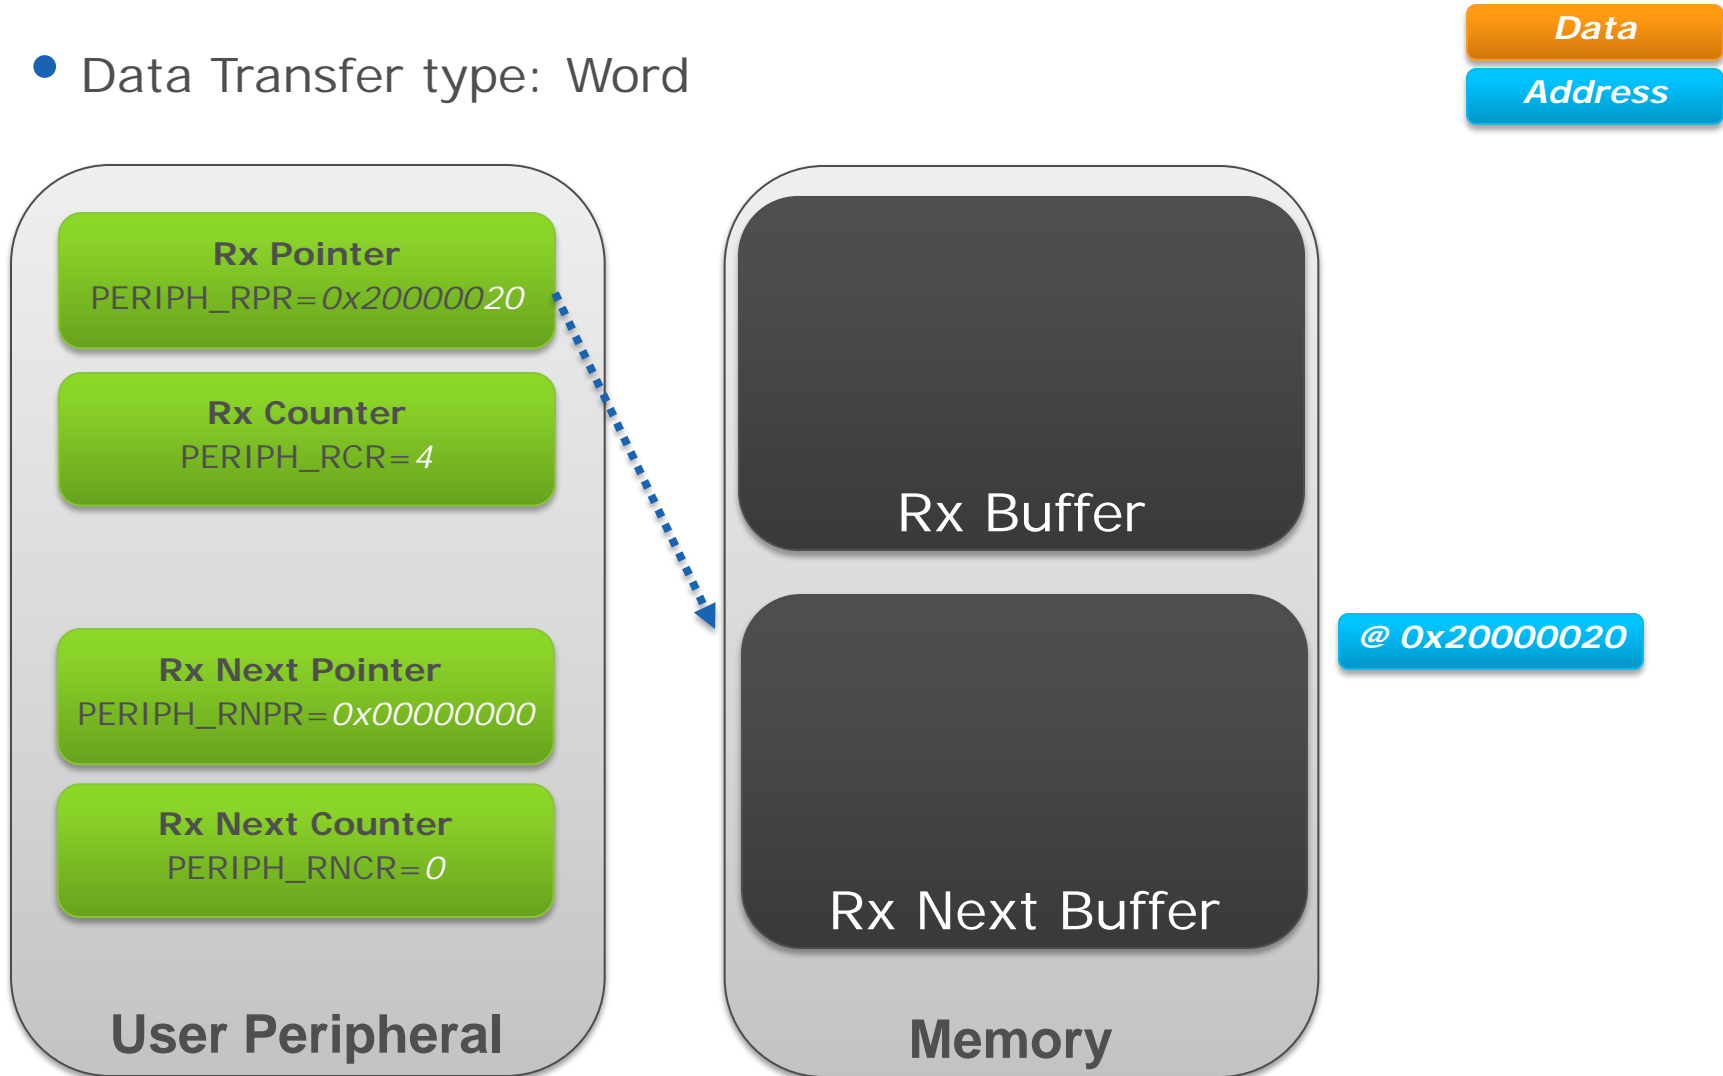 Data
• Data Transfer type: Word
Address
Rx Pointer
PERIPH_RPR=0x20000020
Rx Counter
PERIPH_RCR=4
Rx Buffer
@ 0x20000020
Rx Next Pointer
PERIPH_RNPR=0x00000000
Rx Next Counter
PERIPH_RNCR=0
Rx Next Buffer
User Peripheral
Memory